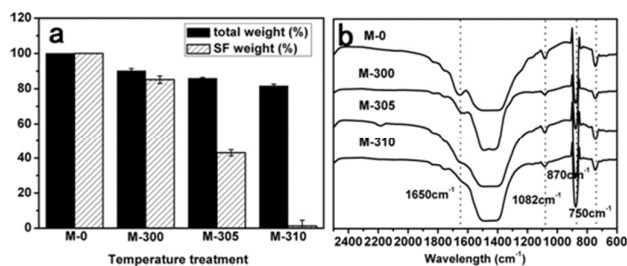 a
total weight (%)
SF weight (%)
120
100
80
60
40
20
0
M-0 M-300 M-305 M-310
Temperature treatment
b
M-0
M-300
M-305
M-310
1650cm-1
1082cm-1
870cm-1
750cm-1
2400 2200 2000 1800 1600 1400 1200 1000 800 600
Wavelength (cm-1)